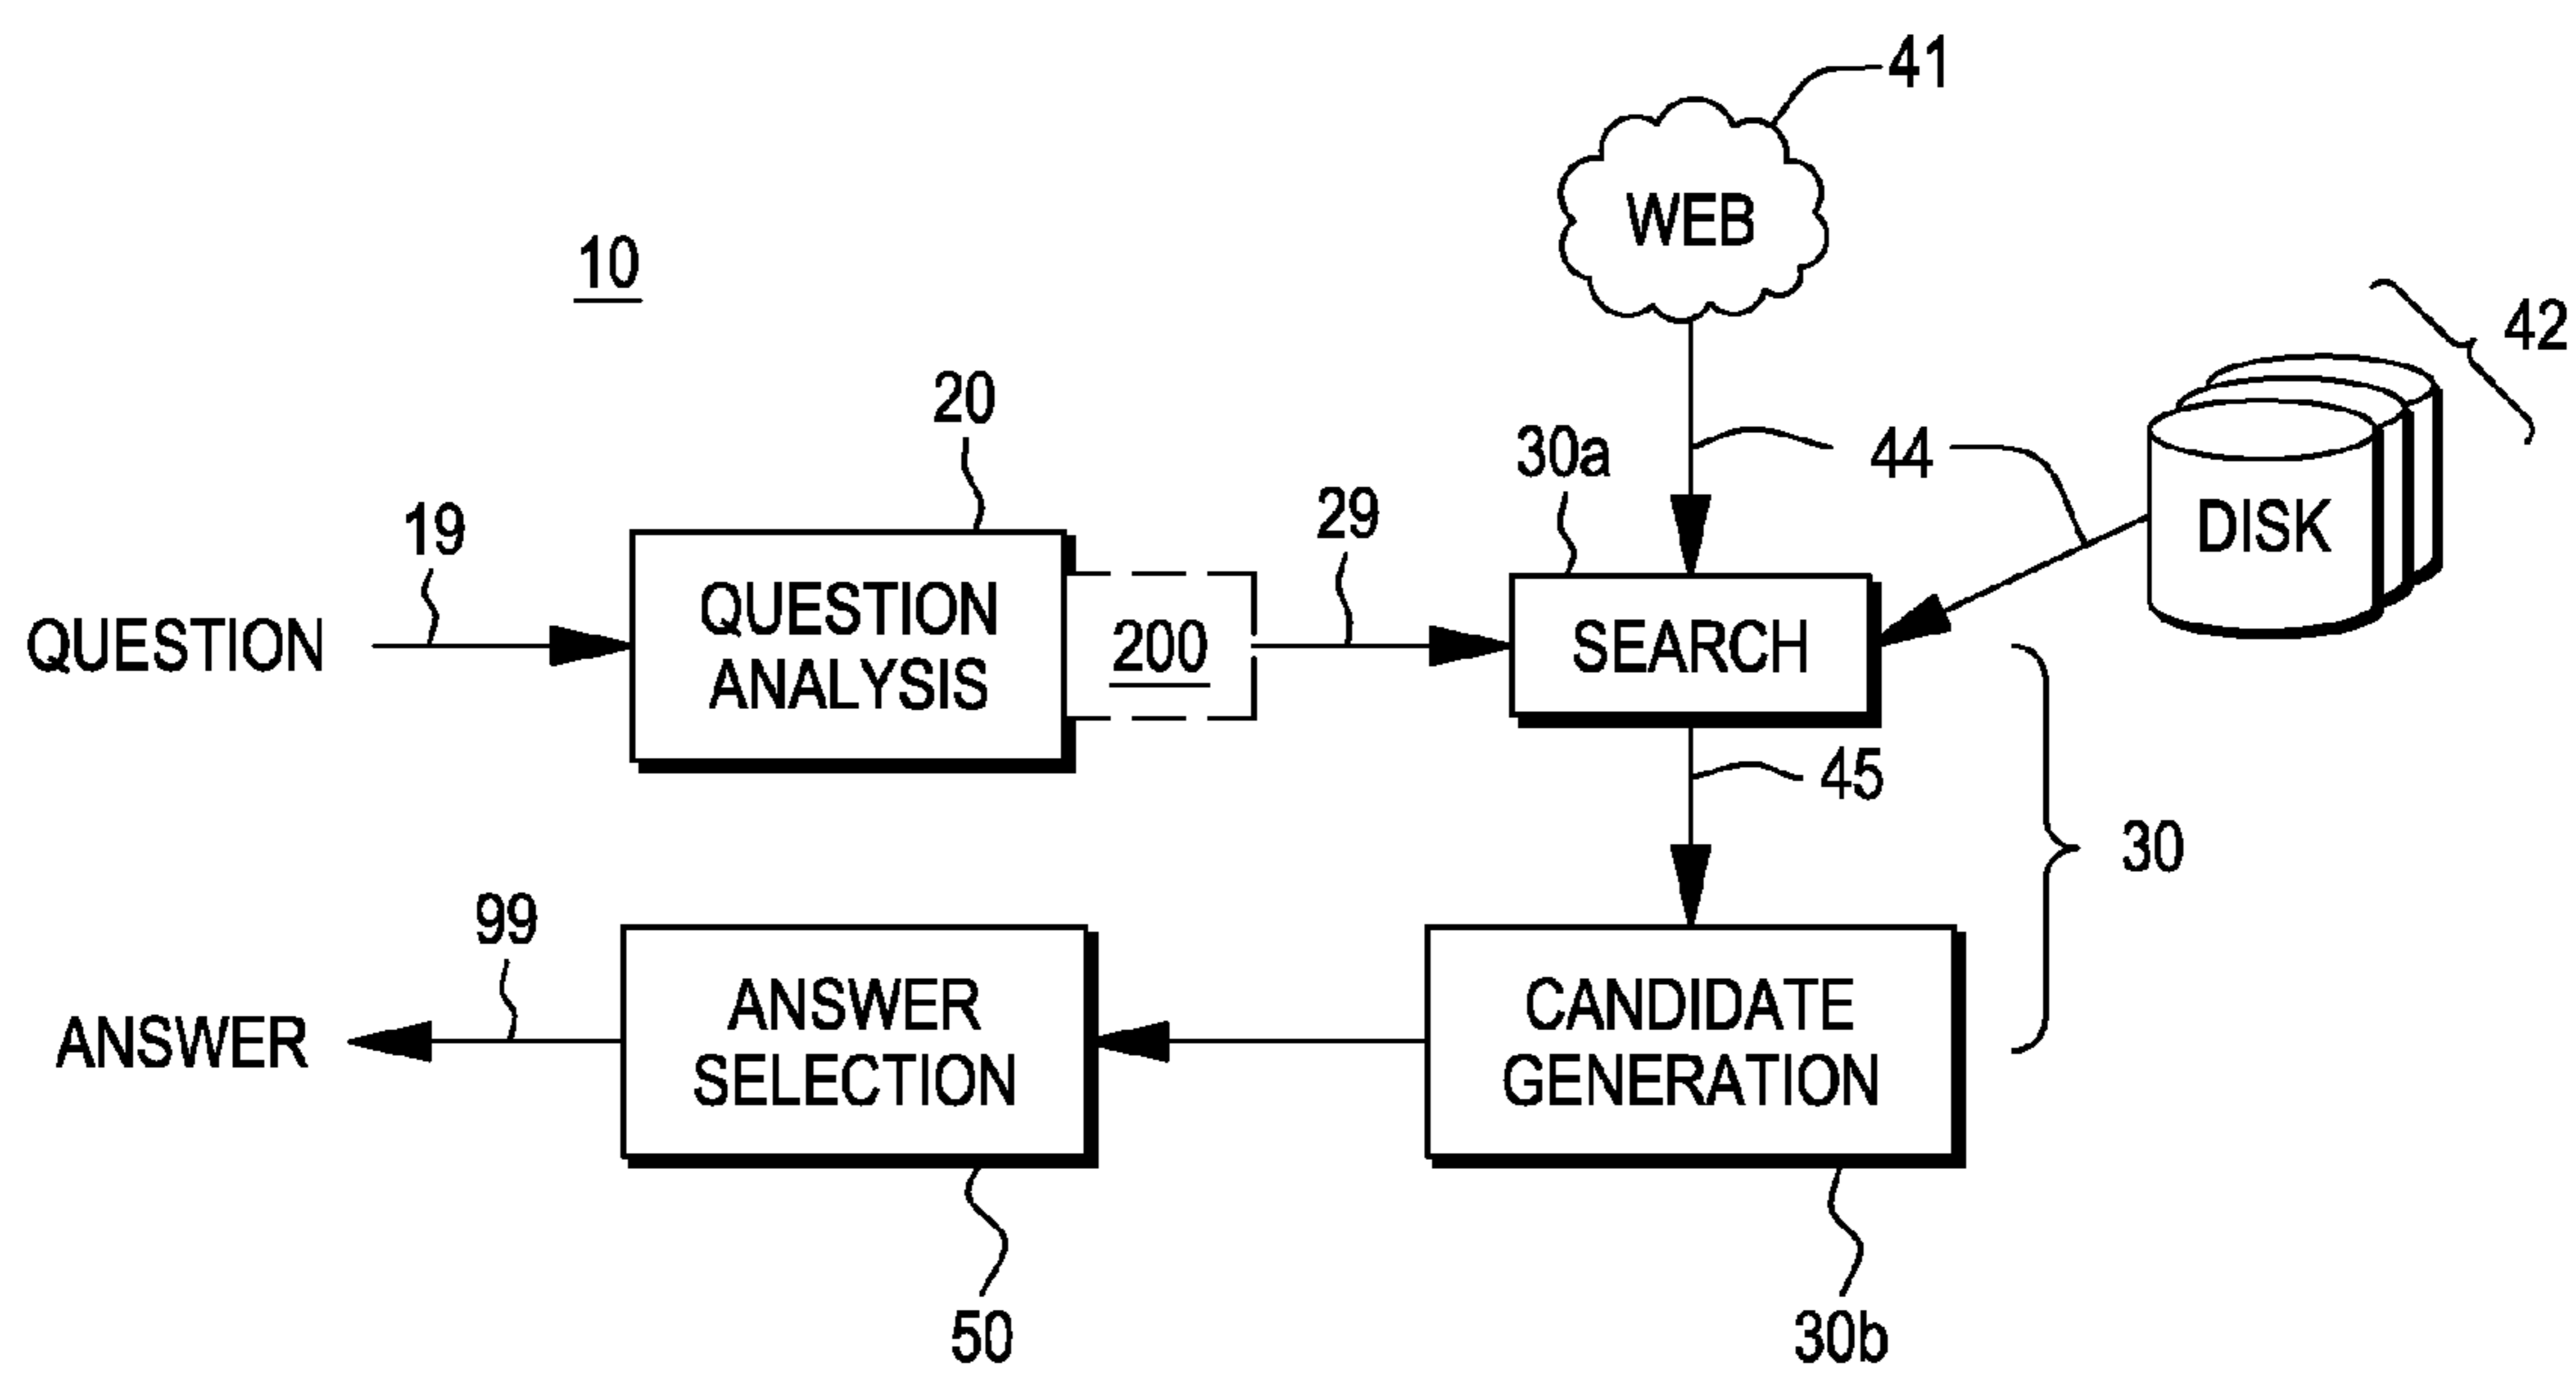 41
WEB
10
42
20
30a
44
DISK
19
29
QUESTION
QUESTION
ANALYSIS
200
SEARCH
45
30
99
ANSWER
ANSWER
SELECTION
CANDIDATE
GENERATION
50
30b